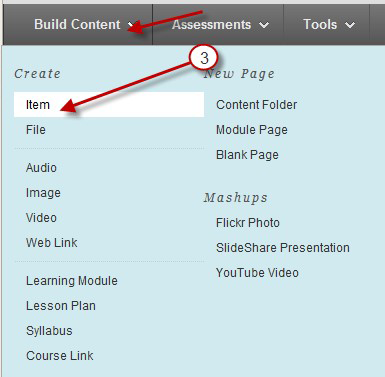 Build Content Assessments Tools
3
Create
Item
File
Audio
Image
Video
Web Link
Learning Module
Lesson Plan
Syllabus
Course Link
New Page
Content Folder
Module Page
Blank Page
Mashups
Flickr Photo
SlideShare Presentation
YouTube Video